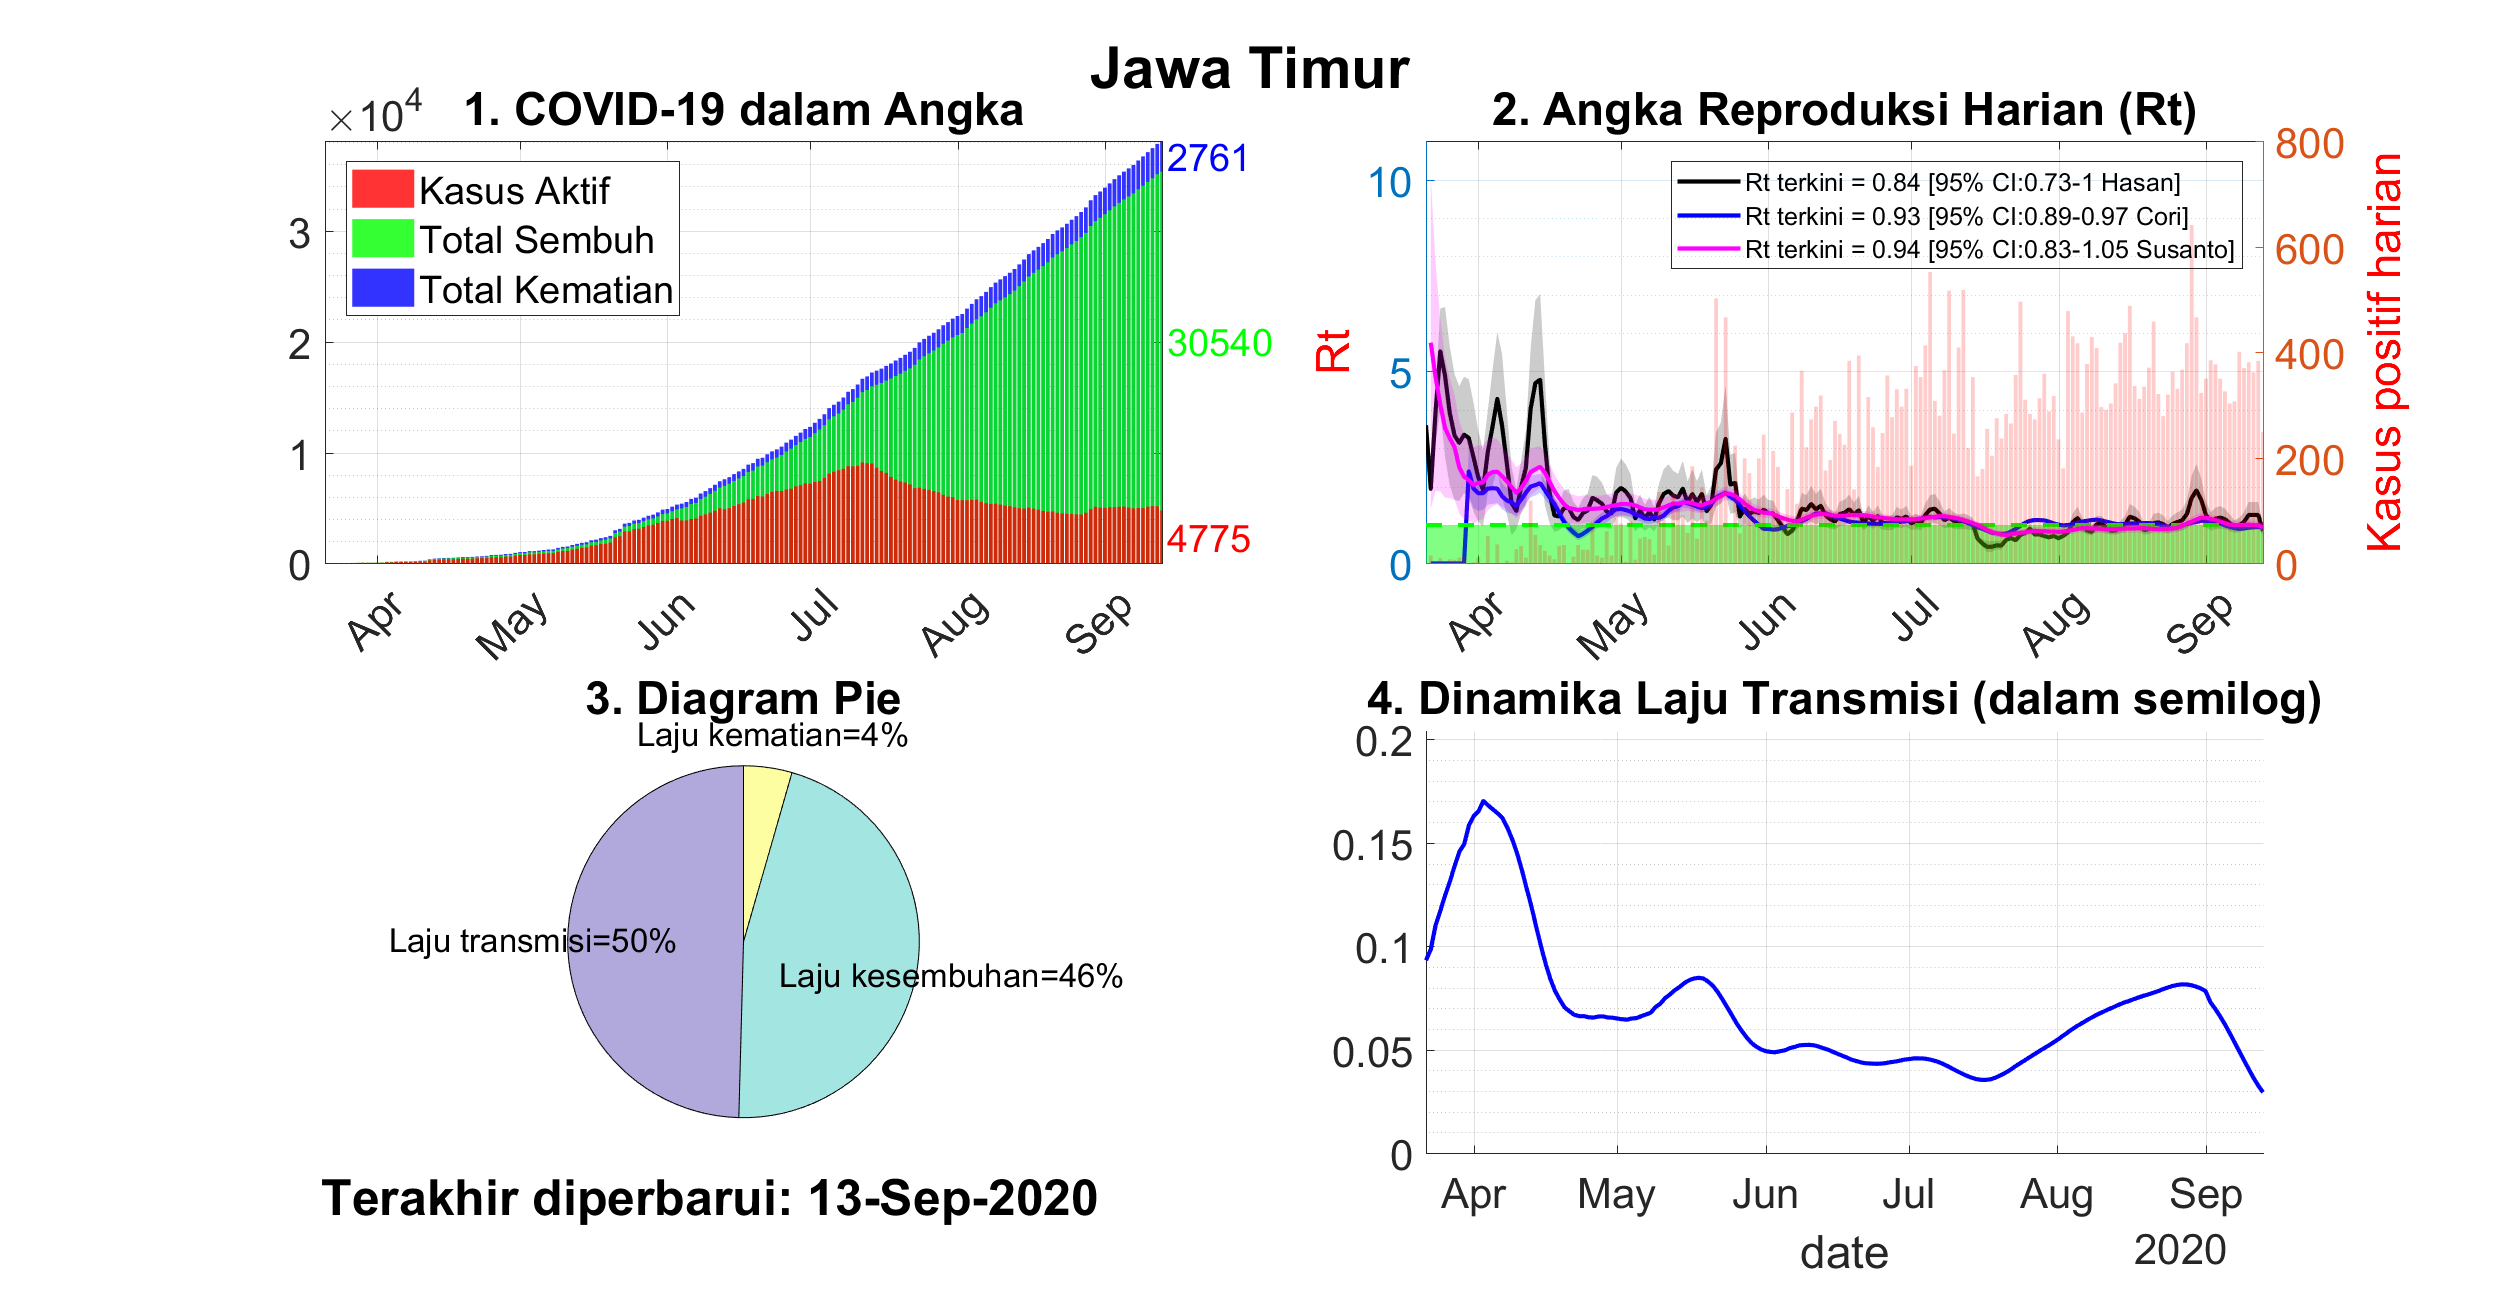 Jawa Timur
1. COVID-19 dalam Angka
×10^4
3
2
1
0
Kasus Aktif
Total Sembuh
Total Kematian
2761
30540
4775
Apr May Jun Jul Aug Sep
2. Angka Reproduksi Harian (Rt)
Rt
10
5
0
Rt terkini = 0.84 [95% CI:0.73-1 Hasan]
Rt terkini = 0.93 [95% CI:0.89-0.97 Cori]
Rt terkini = 0.94 [95% CI:0.83-1.05 Susanto]
800
600
400
200
0
Kasus positif harian
Apr May Jun Jul Aug Sep
3. Diagram Pie
Laju kematian=4%
Laju transmisi=50%
Laju kesembuhan=46%
4. Dinamika Laju Transmisi (dalam semilog)
0.2
0.15
0.1
0.05
0
Apr May Jun Jul Aug Sep
date
2020
Terakhir diperbarui: 13-Sep-2020